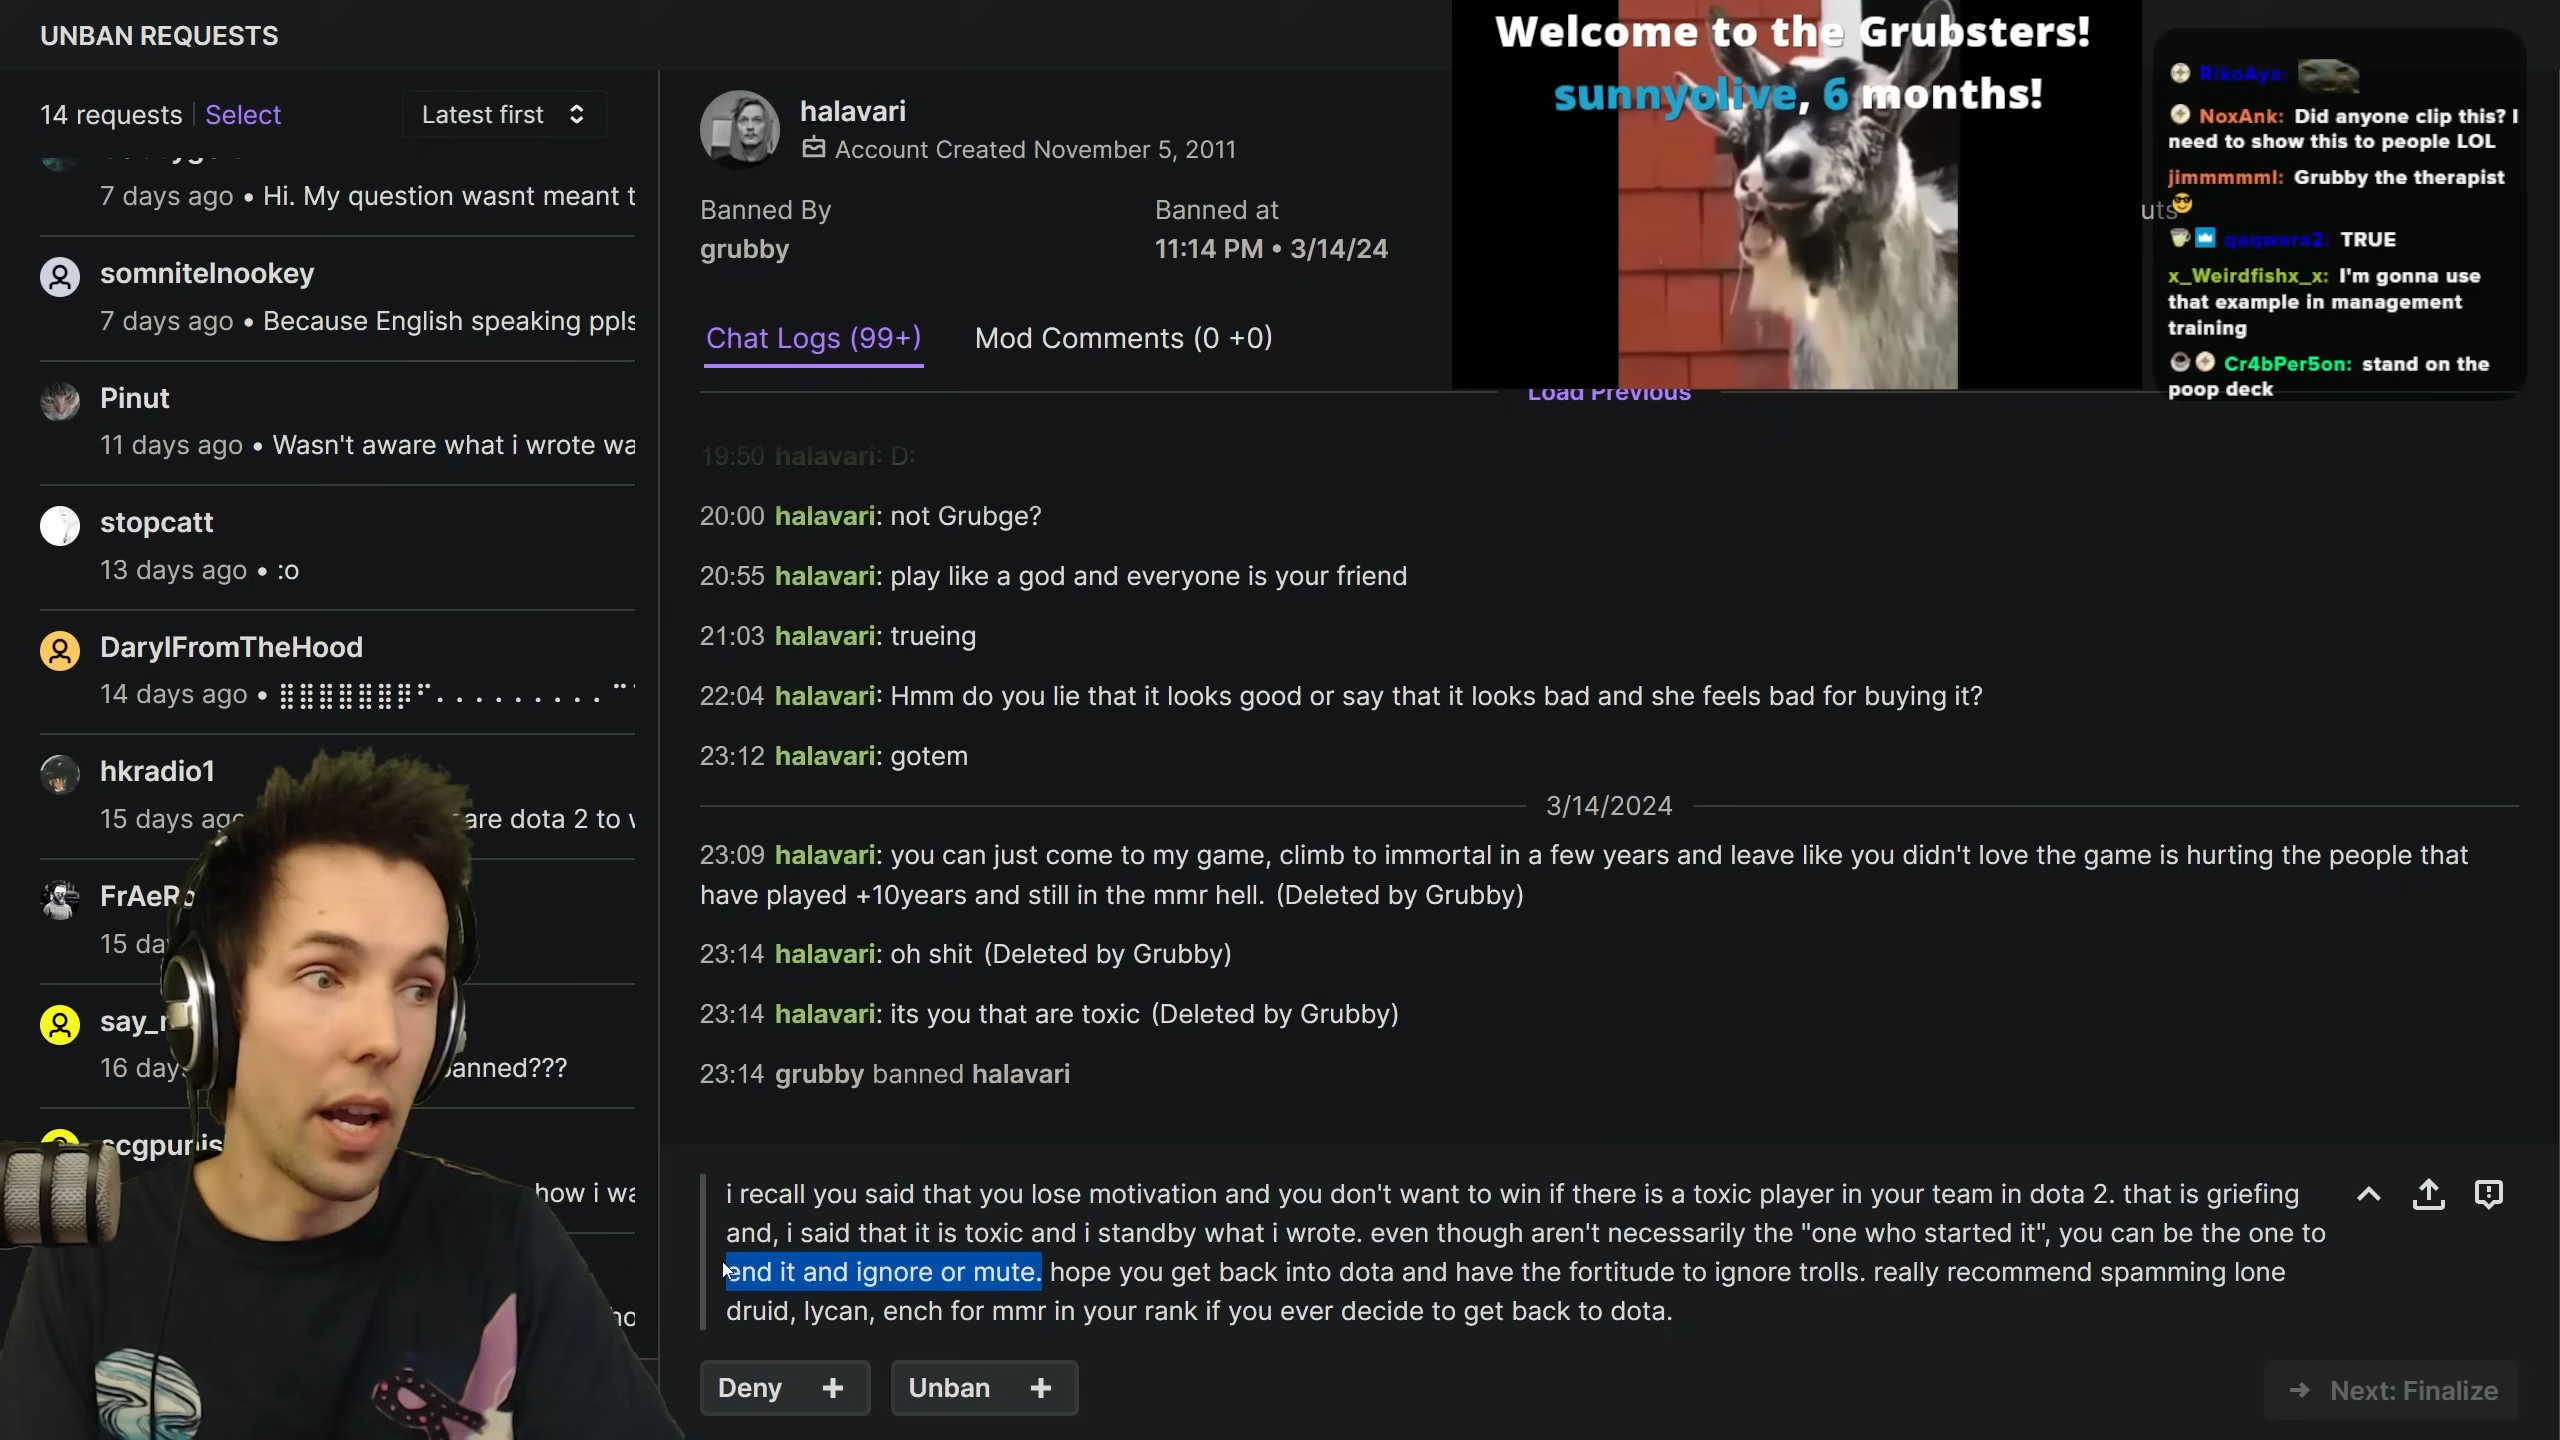 UNBAN REQUESTS
14 requests
Select
Latest first
7 days ago • Hi. My question wasnt meant t
somnitelnookey
7 days ago • Because English speaking ppls
Pinut
11 days ago • Wasn't aware what i wrote wa
stopcatt
13 days ago • :o
DarylFromTheHood
14 days ago •
hkradio1
15 days ago
are dota 2 to
FrAeR
15 da
say_
16 day
anned???
scgpunis
how i wa
halavari
Account Created November 5, 2011
Banned By
grubby
Banned at
11:14 PM • 3/14/24
Chat Logs (99+)
Mod Comments (0 +0)
Load Previous
19:50 halavari: D:
20:00 halavari: not Grubge?
20:55 halavari: play like a god and everyone is your friend
21:03 halavari: trueing
22:04 halavari: Hmm do you lie that it looks good or say that it looks bad and she feels bad for buying it?
23:12 halavari: gotem
3/14/2024
23:09 halavari: you can just come to my game, climb to immortal in a few years and leave like you didn't love the game is hurting the people that
have played +10years and still in the mmr hell. (Deleted by Grubby)
23:14 halavari: oh shit (Deleted by Grubby)
23:14 halavari: its you that are toxic (Deleted by Grubby)
23:14 grubby banned halavari
i recall you said that you lose motivation and you don't want to win if there is a toxic player in your team in dota 2. that is griefing
and, i said that it is toxic and i standby what i wrote. even though aren't necessarily the "one who started it", you can be the one to
end it and ignore or mute. hope you get back into dota and have the fortitude to ignore trolls. really recommend spamming lone
druid, lycan, ench for mmr in your rank if you ever decide to get back to dota.
Deny +
Unban +
Next: Finalize
Welcome to the Grubsters!
sunnyolive, 6 months!
uts
RikoAya:
NoxAnk: Did anyone clip this? I
need to show this to people LOL
jimmmmml: Grubby the therapist
qaqwera2: TRUE
x_Weirdfishx_x: I'm gonna use
that example in management
training
Cr4bPer5on: stand on the
poop deck